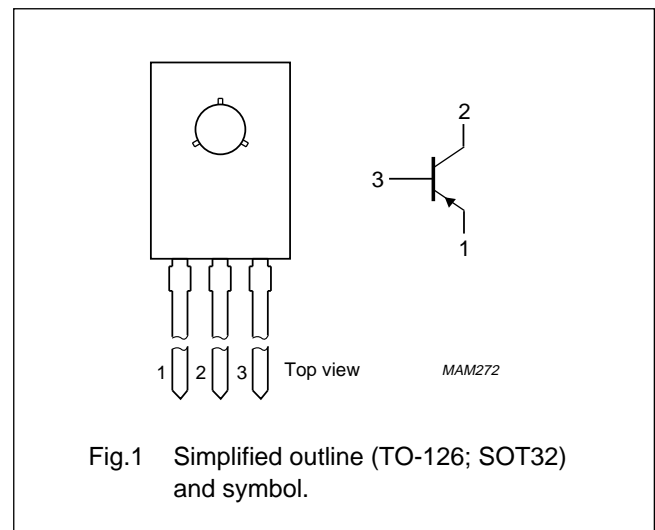 2
3
1
1 2 3 Top view MAM272
Fig.1 Simplified outline (TO-126; SOT32)
and symbol.